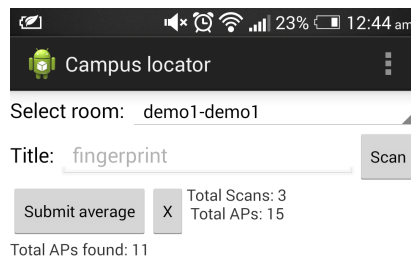 23% 12:44 am
Campus locator
Select room: demo1-demo1
Title: fingerprint Scan
Submit average X Total Scans: 3
Total APs: 15
Total APs found: 11